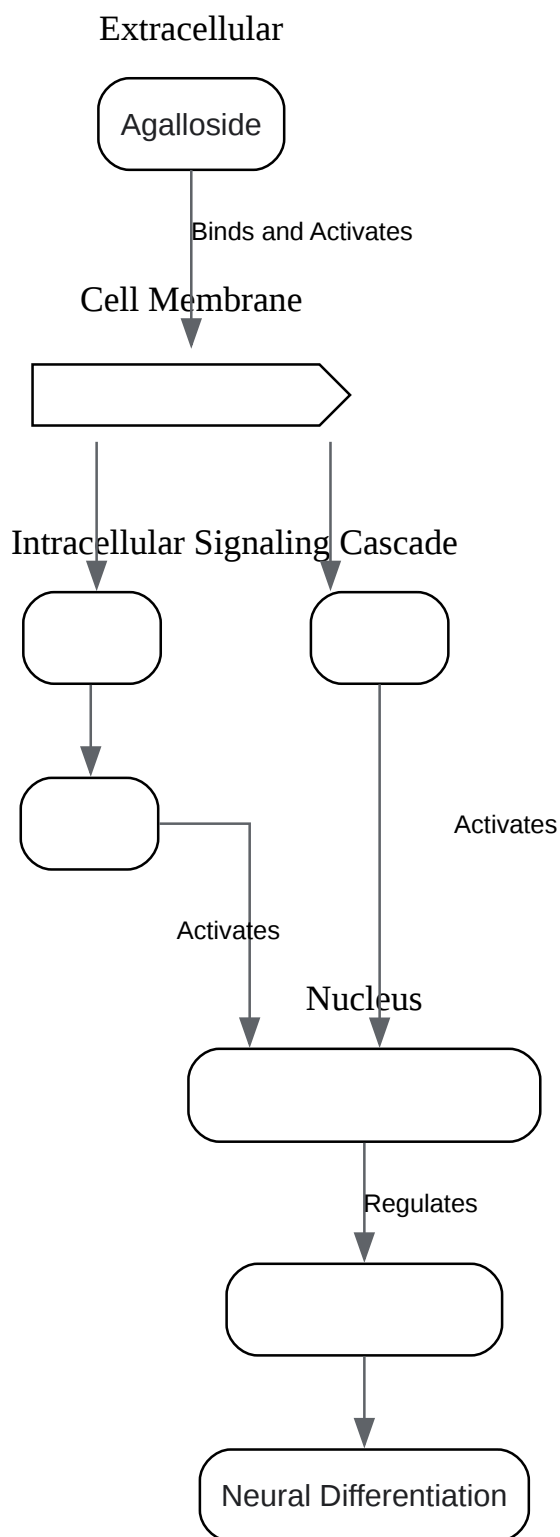 Extracellular
Agalloside
Binds and Activates
Cell Membrane
Intracellular Signaling Cascade
Activates
Activates
Nucleus
Regulates
Neural Differentiation